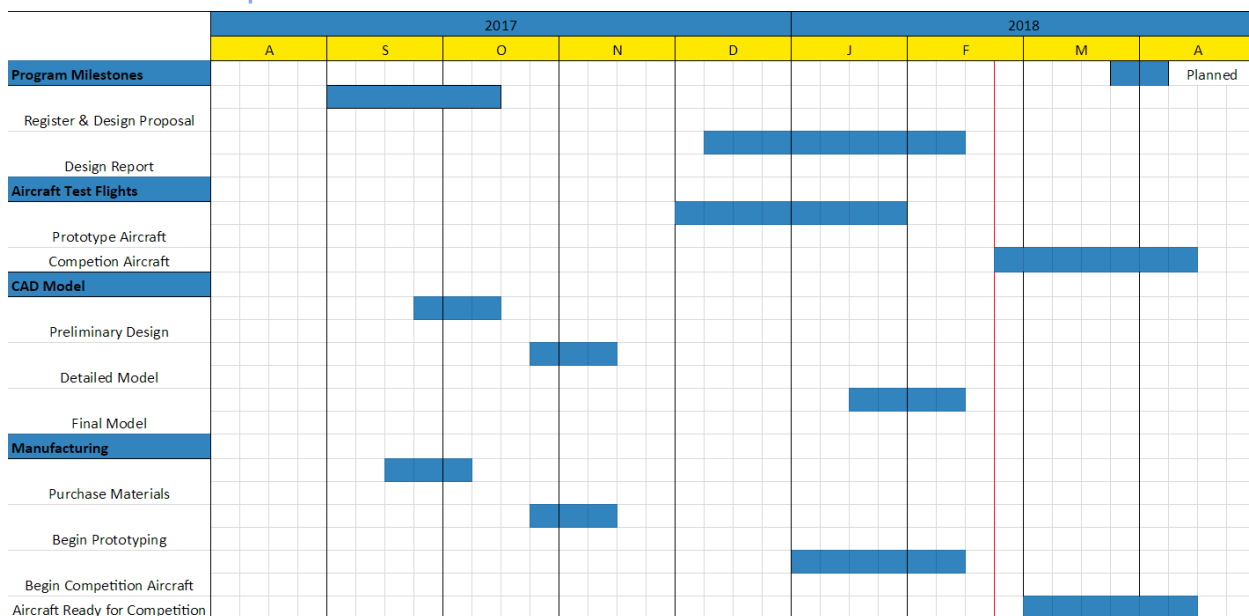 2017 2018
A S O N D J F M A
Program Milestones Planned
Register & Design Proposal
Design Report
Aircraft Test Flights
Prototype Aircraft
Competion Aircraft
CAD Model
Preliminary Design
Detailed Model
Final Model
Manufacturing
Purchase Materials
Begin Prototyping
Begin Competition Aircraft
Aircraft Ready for Competition